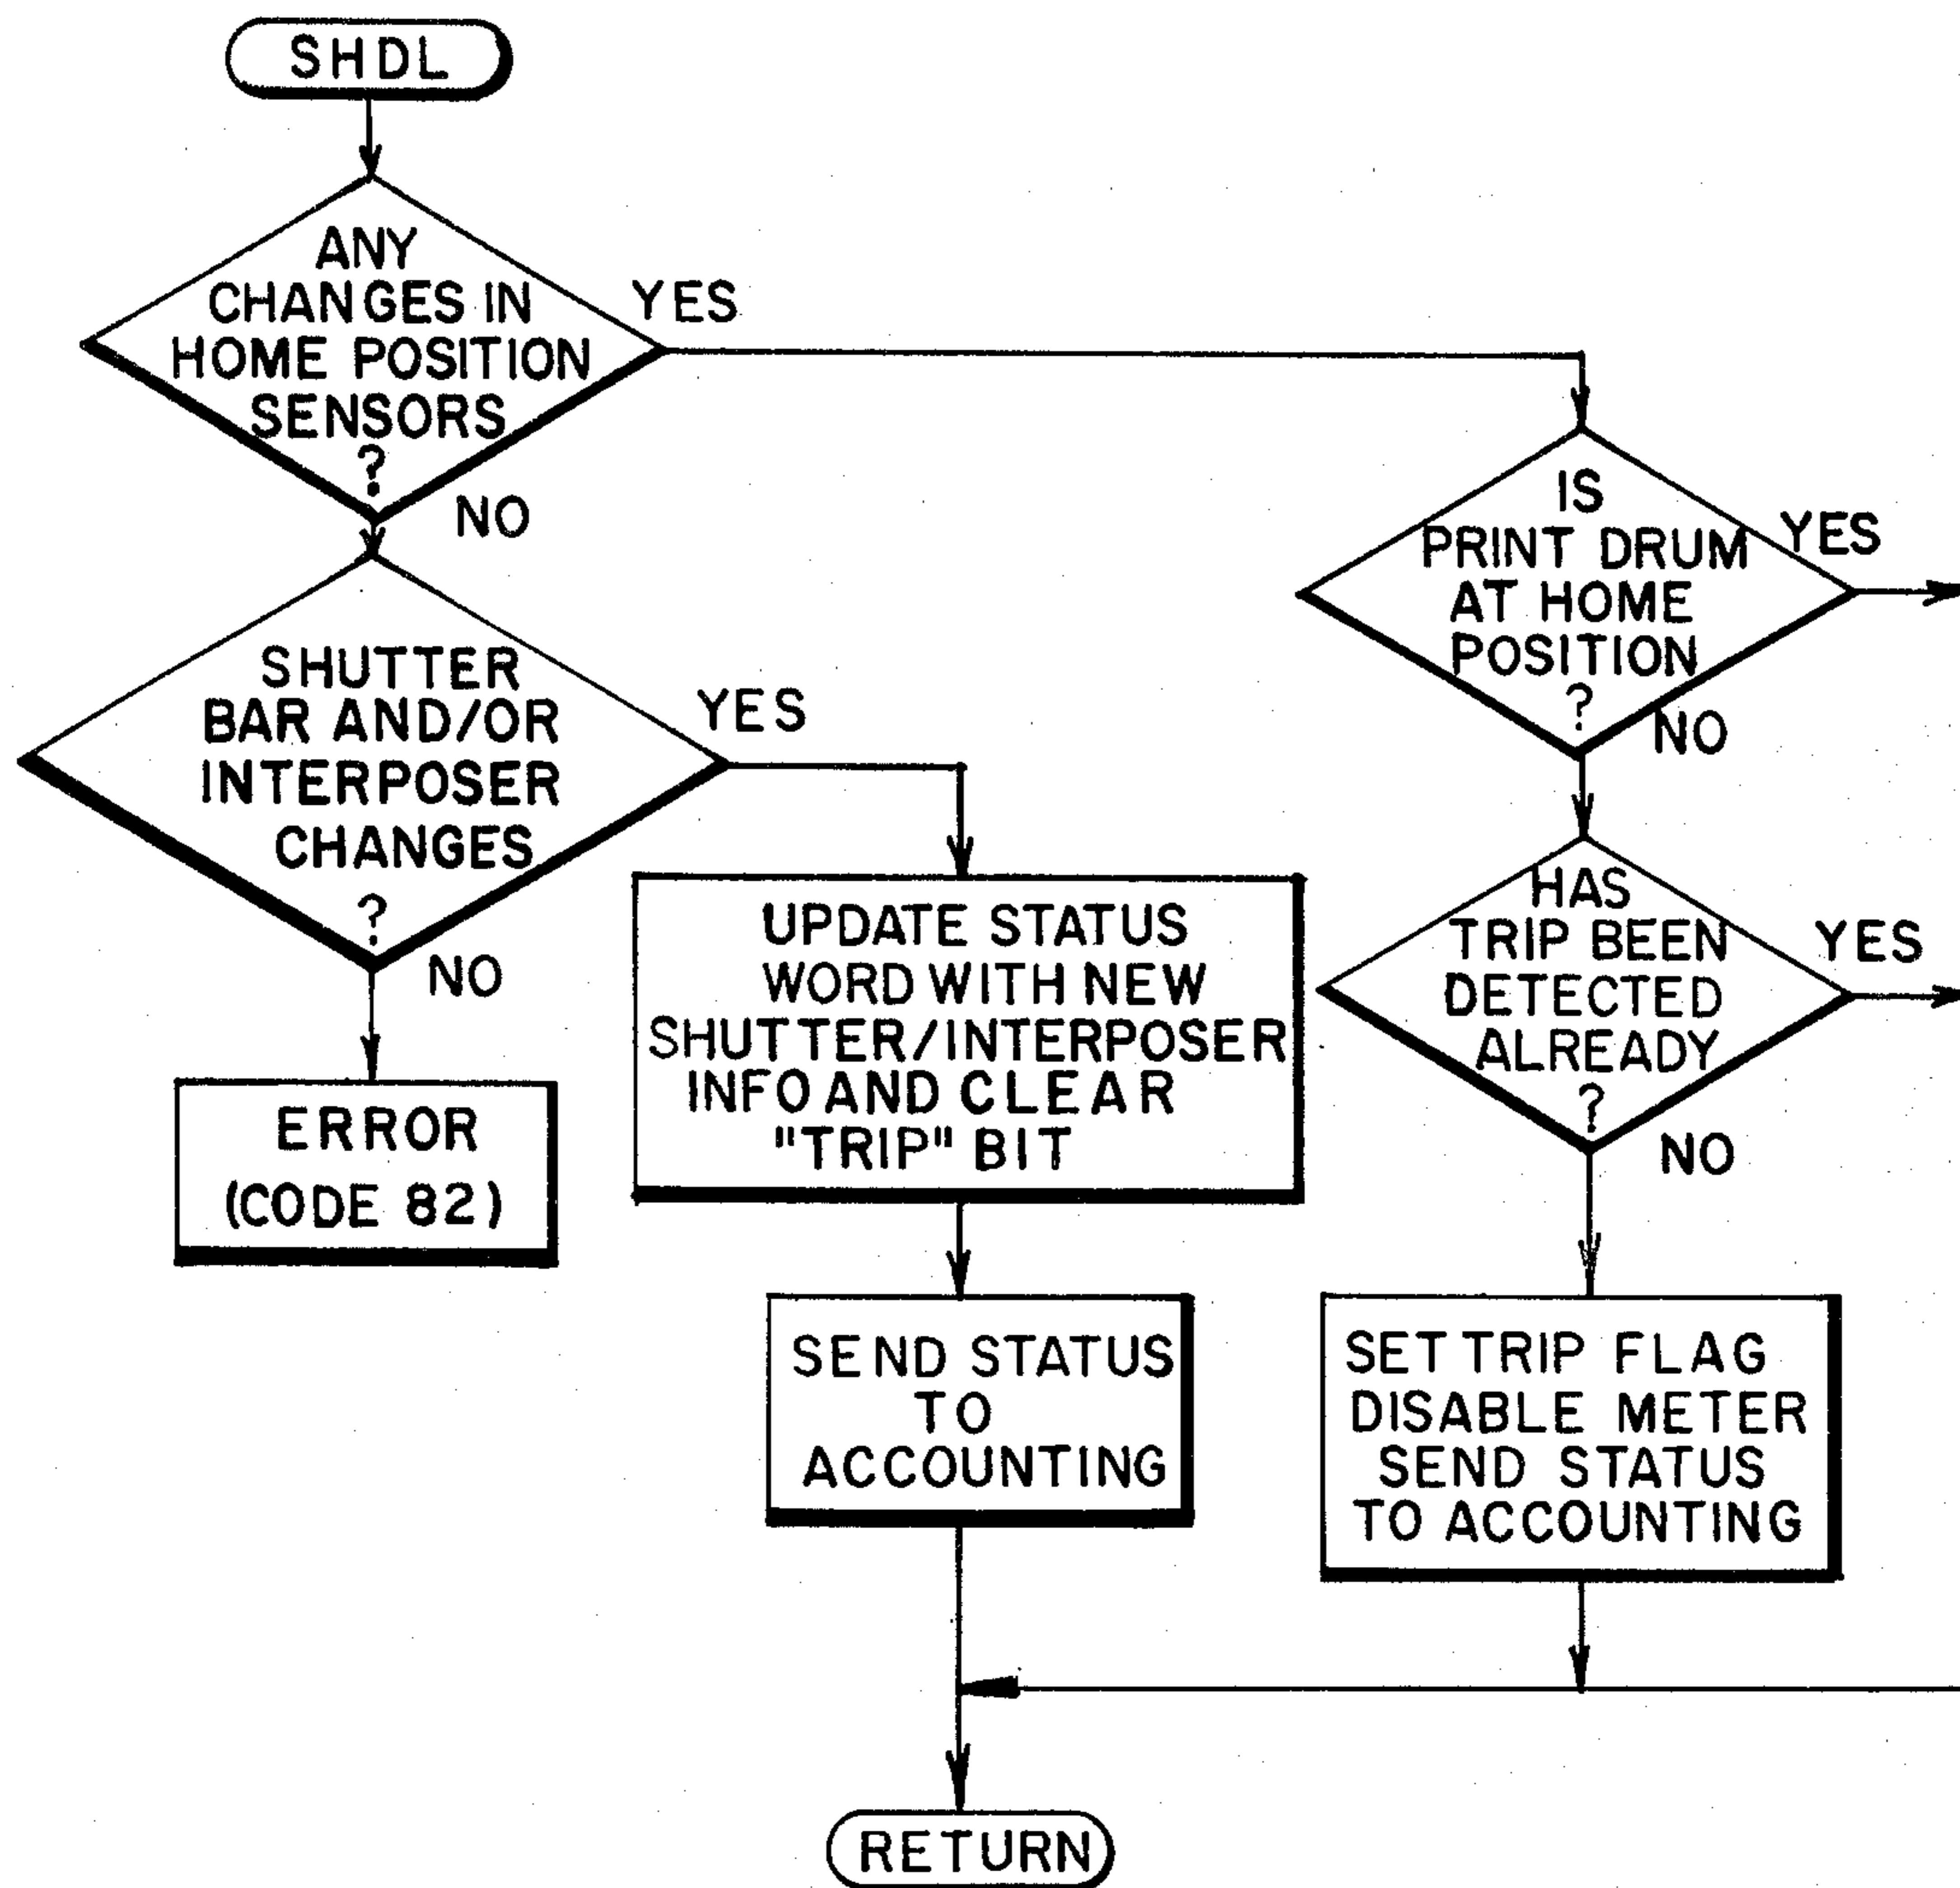 SHDL
ANY
CHANGES IN
HOME POSITION
SENSORS
?
YES
NO
SHUTTER
BAR AND/OR
INTERPOSER
CHANGES
?
YES
NO
ERROR
(CODE 82)
UPDATE STATUS
WORD WITH NEW
SHUTTER/INTERPOSER
INFO AND CLEAR
"TRIP" BIT
SEND STATUS
TO
ACCOUNTING
IS
PRINT DRUM
AT HOME
POSITION
?
YES
NO
HAS
TRIP BEEN
DETECTED
ALREADY
?
YES
NO
SET TRIP FLAG
DISABLE METER
SEND STATUS
TO ACCOUNTING
RETURN